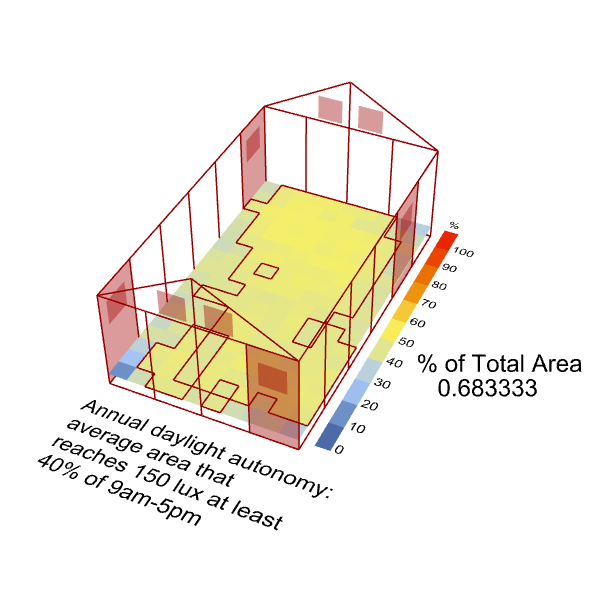 %
100
90
80
70
60
50
40
30
20
10
0
% of Total Area
0.683333
Annual daylight autonomy:
average area that
reaches 150 lux at least
40% of 9am-5pm